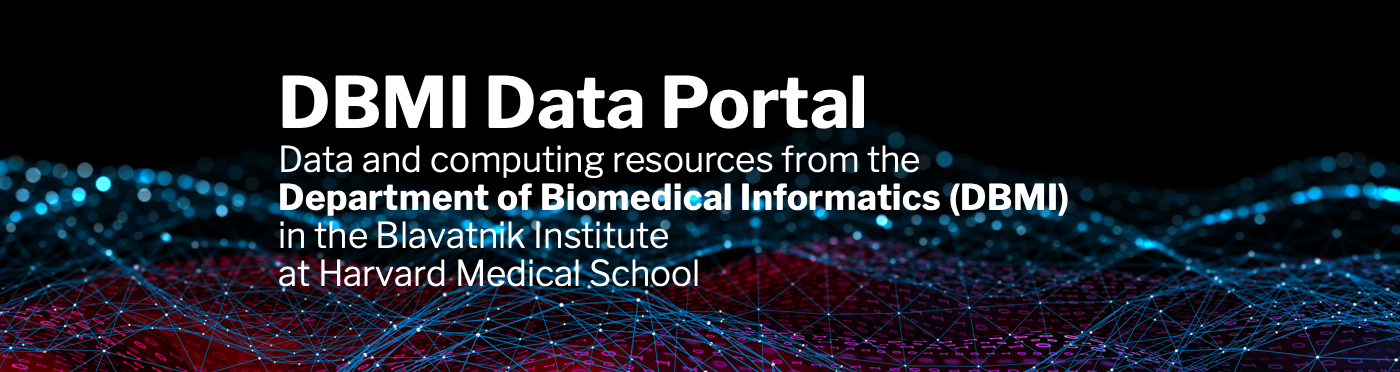 DBMI Data Portal
Data and computing resources from the
Department of Biomedical Informatics (DBMI)
in the Blavatnik Institute
at Harvard Medical School